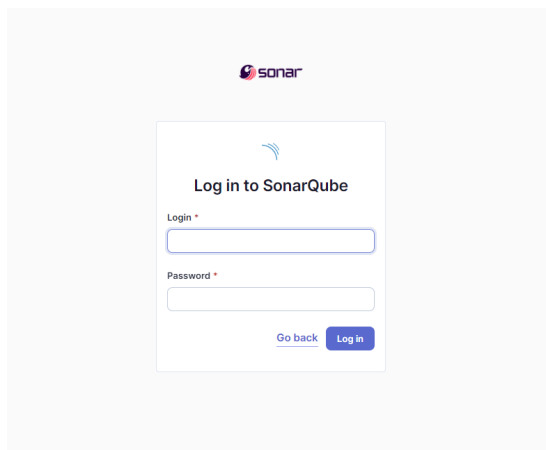 sonar
Log in to SonarQube
Login *
Password *
Go back
Log in